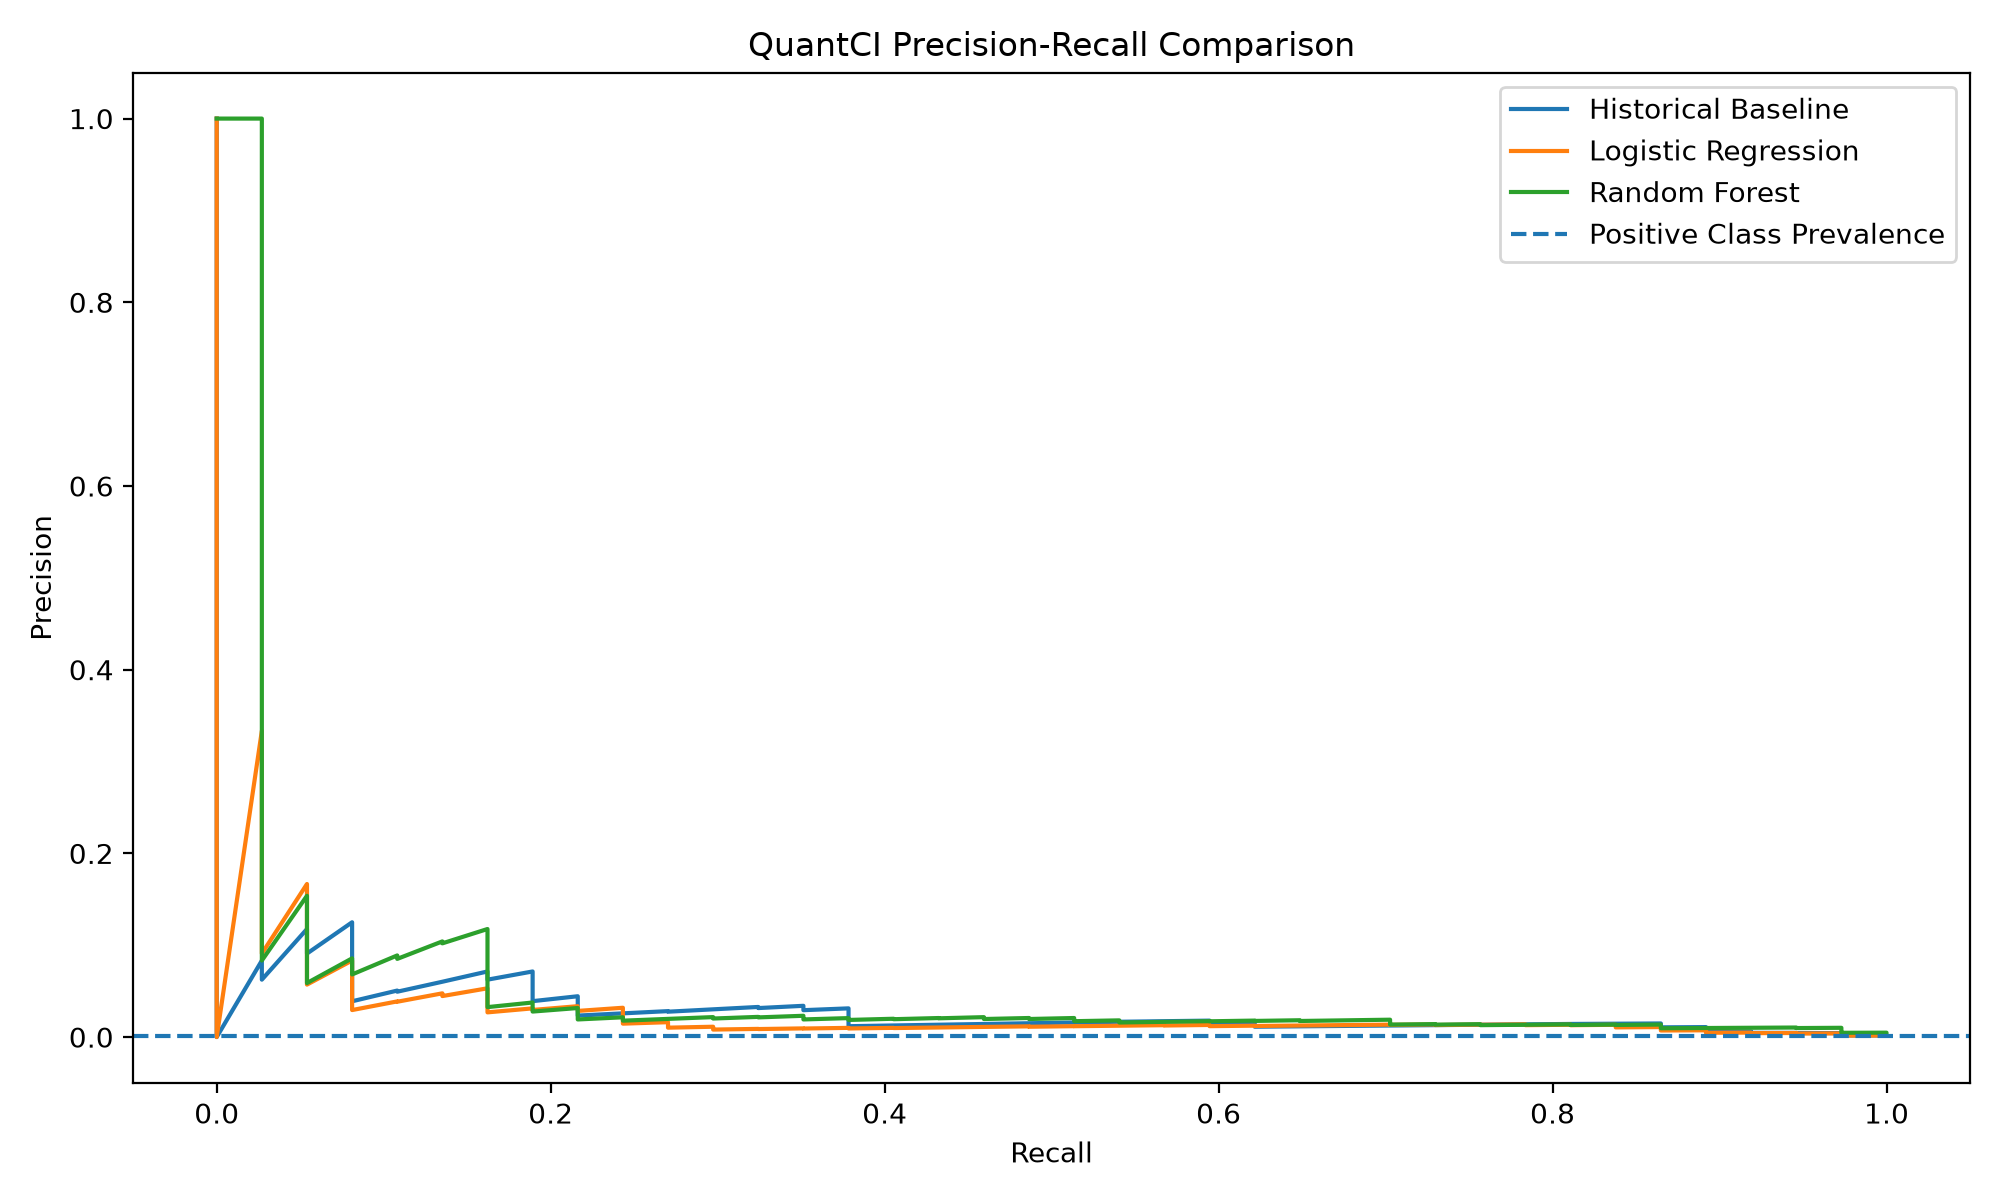 QuantCI Precision-Recall Comparison
Historical Baseline
Logistic Regression
Random Forest
Positive Class Prevalence
1.0
0.8
0.6
0.4
0.2
0.0
Precision
0.0 0.2 0.4 0.6 0.8 1.0
Recall